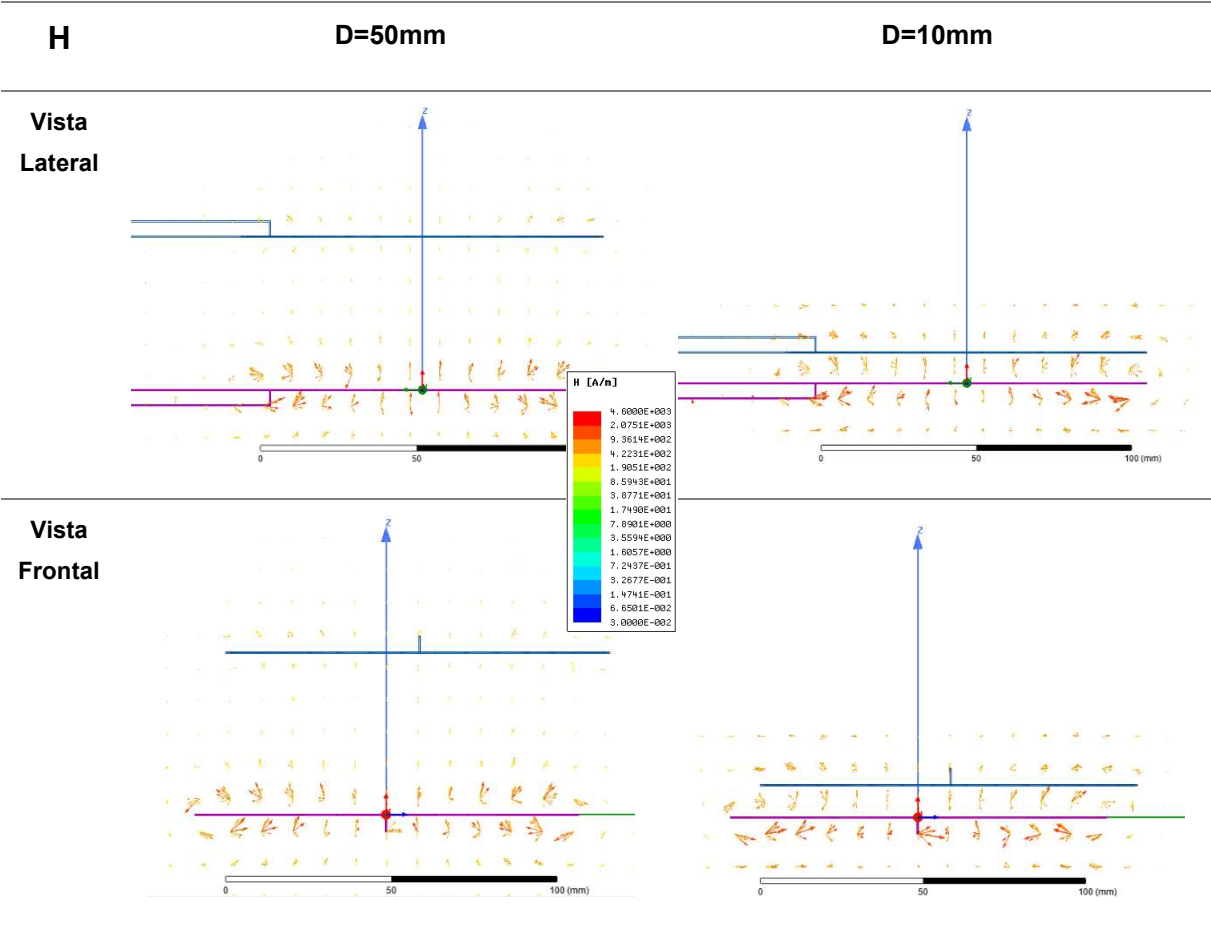 H D=50mm D=10mm
Vista
Lateral
z
z
0 50
0 50 100 (mm)
H [A/m]
4.6000E+003
2.0751E+003
9.3614E+002
4.2231E+002
1.9051E+002
8.5943E+001
3.8771E+001
1.7490E+001
7.8901E+000
3.5594E+000
1.6057E+000
7.2437E-001
3.2677E-001
1.4741E-001
6.6501E-002
3.0000E-002
Vista
Frontal
z
z
0 50 100 (mm)
0 50 100 (mm)